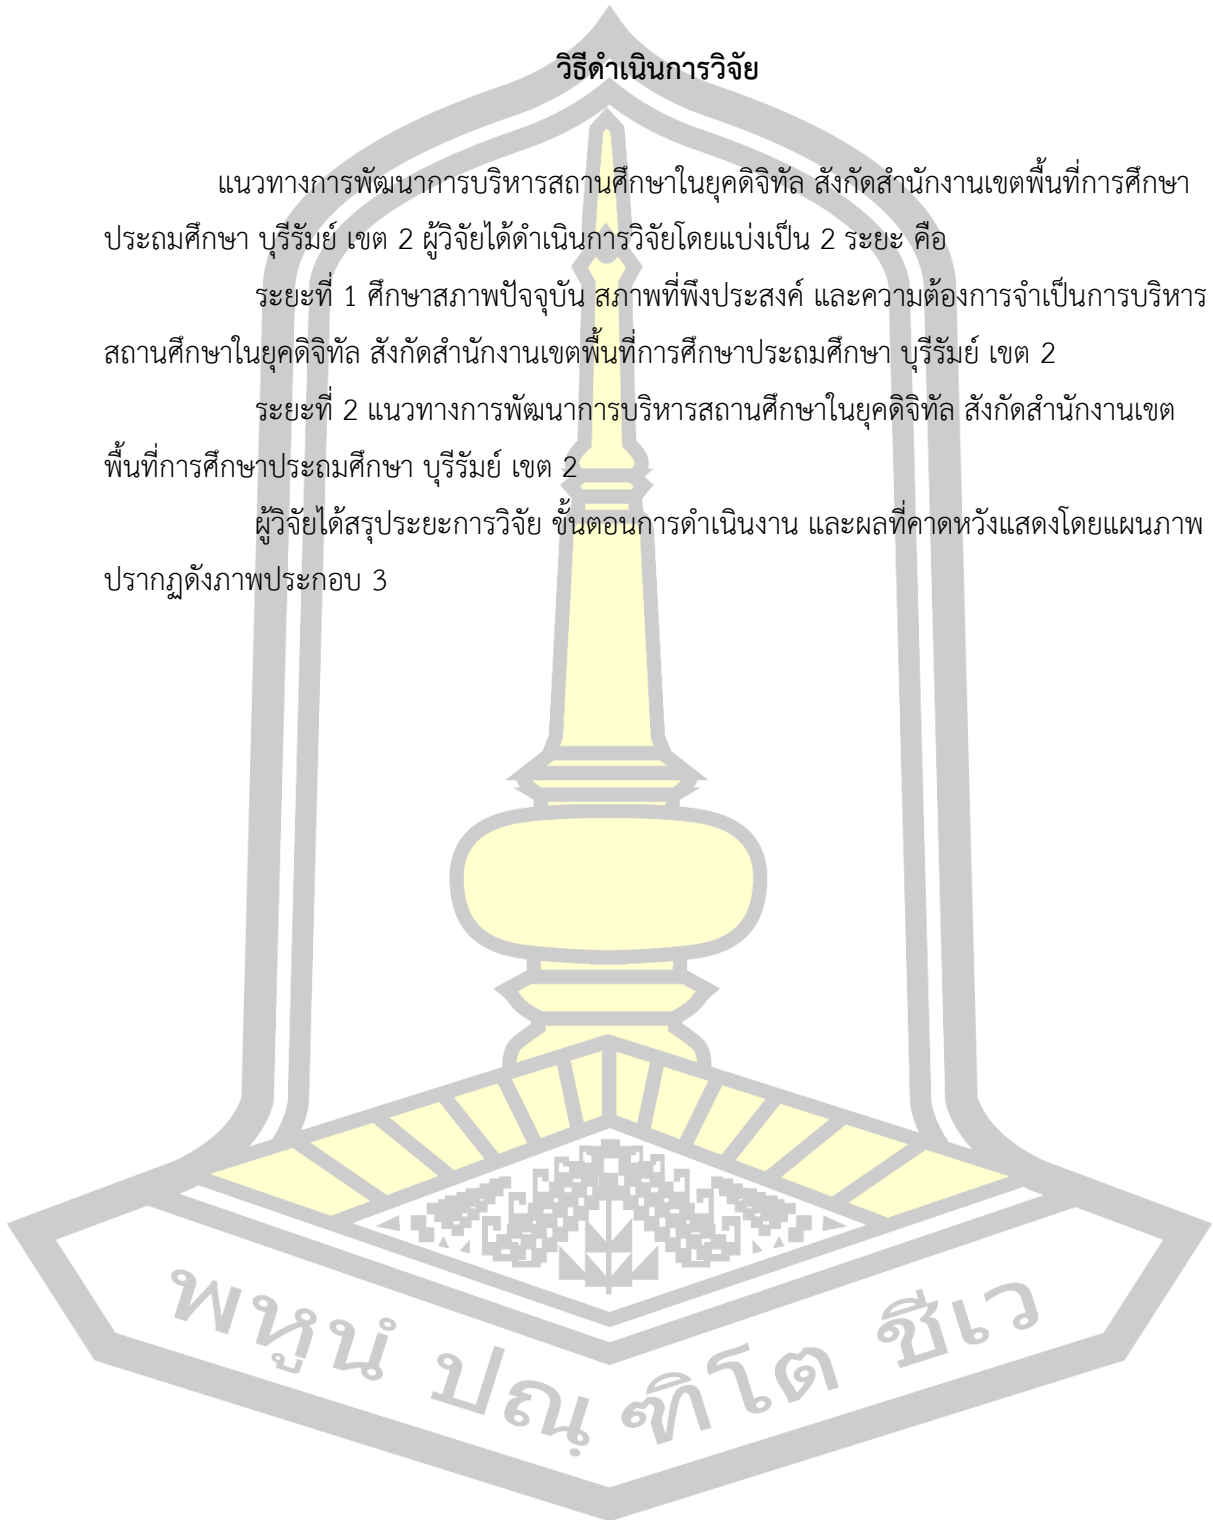 วิธีดำเนินการวิจัย
แนวทางการพัฒนาการบริหารสถานศึกษาในยุคดิจิทัล สังกัดสำนักงานเขตพื้นที่การศึกษา
ประถมศึกษา บุรีรัมย์ เขต 2 ผู้วิจัยได้ดำเนินการวิจัยโดยแบ่งเป็น 2 ระยะ คือ
ระยะที่ 1 ศึกษาสภาพปัจจุบัน สภาพที่พึงประสงค์ และความต้องการจำเป็นการบริหาร
สถานศึกษาในยุคดิจิทัล สังกัดสำนักงานเขตพื้นที่การศึกษาประถมศึกษา บุรีรัมย์ เขต 2
ระยะที่ 2 แนวทางการพัฒนาการบริหารสถานศึกษาในยุคดิจิทัล สังกัดสำนักงานเขต
พื้นที่การศึกษาประถมศึกษา บุรีรัมย์ เขต 2
ผู้วิจัยได้สรุประยะการวิจัย ขั้นตอนการดำเนินงาน และผลที่คาดหวังแสดงโดยแผนภาพ
ปรากฏดังภาพประกอบ 3
พหูนํ ปณฺฑิโต ชีเว